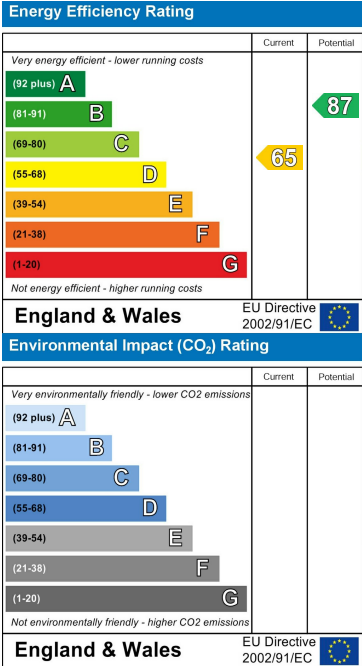 Energy Efficiency Rating
Current Potential
Very energy efficient - lower running costs
(92 plus) A
(81-91) B
87
(69-80) C
65
(55-68) D
(39-54) E
(21-38) F
(1-20) G
Not energy efficient - higher running costs
England & Wales
EU Directive
2002/91/EC
Environmental Impact (CO₂) Rating
Current Potential
Very environmentally friendly - lower CO2 emissions
(92 plus) A
(81-91) B
(69-80) C
(55-68) D
(39-54) E
(21-38) F
(1-20) G
Not environmentally friendly - higher CO2 emissions
England & Wales
EU Directive
2002/91/EC